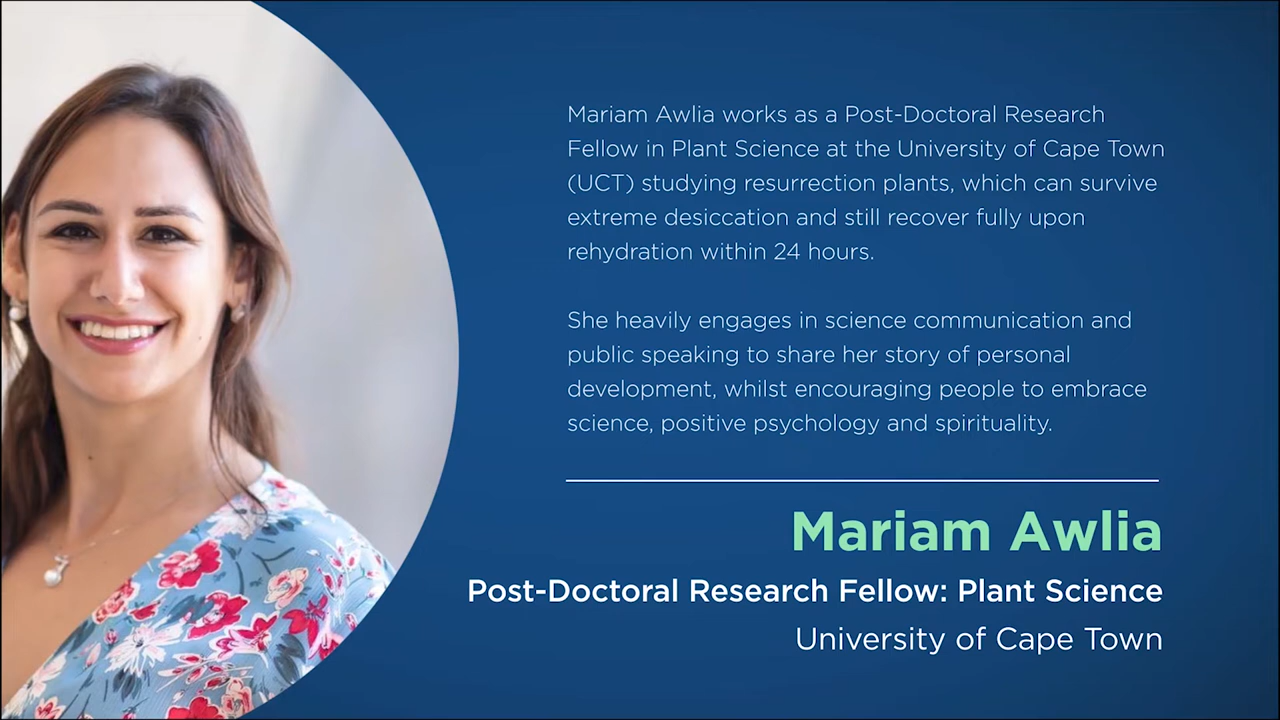 Mariam Awlia works as a Post-Doctoral Research
Fellow in Plant Science at the University of Cape Town
(UCT) studying resurrection plants, which can survive
extreme desiccation and still recover fully upon
rehydration within 24 hours.
She heavily engages in science communication and
public speaking to share her story of personal
development, whilst encouraging people to embrace
science, positive psychology and spirituality.
Mariam Awlia
Post-Doctoral Research Fellow: Plant Science
University of Cape Town